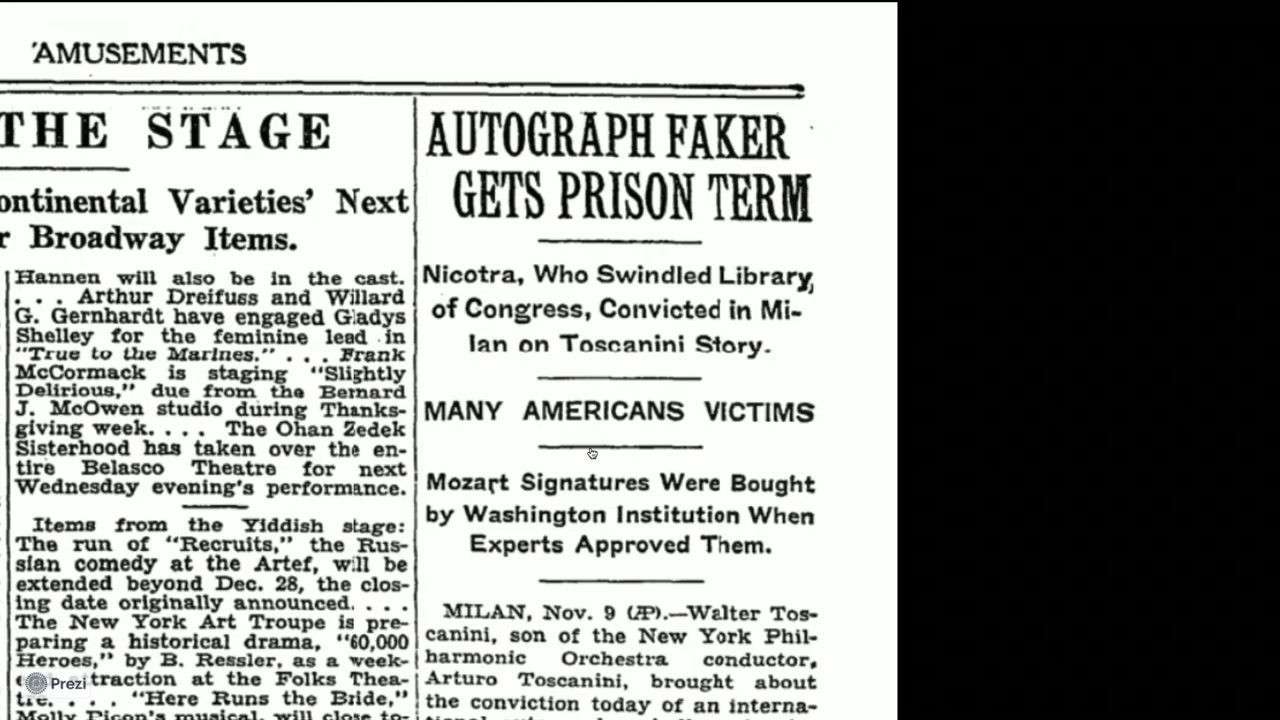 'AMUSEMENTS
THE STAGE
ontinental Varieties' Next
r Broadway Items.
Hannen will also be in the cast.
. . . Arthur Dreifuss and Willard
G. Gernhardt have engaged Gladys
Shelley for the feminine lead in
"True to the Marines." . . . Frank
McCormack is staging "Slightly
Delirious," due from the Bernard
J. McOwen studio during Thanks-
giving week. . . . The Ohan Zedek
Sisterhood has taken over the en-
tire Belasco Theatre for next
Wednesday evening's performance.
Items from the Yiddish stage:
The run of "Recruits," the Rus-
sian comedy at the Artef, will be
extended beyond Dec. 28, the clos-
ing date originally announced. . . .
The New York Art Troupe is pre-
paring a historical drama, "60,000
Heroes," by B. Ressler, as a week-
traction at the Folks Thea-
tre. . . . "Here Runs the Bride,"
Molly Picon's musical, will close to-
AUTOGRAPH FAKER
GETS PRISON TERM
Nicotra, Who Swindled Library
of Congress, Convicted in Mi-
lan on Toscanini Story.
MANY AMERICANS VICTIMS
Mozart Signatures Were Bought
by Washington Institution When
Experts Approved Them.
MILAN, Nov. 9 (AP).—Walter Tos-
canini, son of the New York Phil-
harmonic Orchestra conductor,
Arturo Toscanini, brought about
the conviction today of an interna-
Prezi